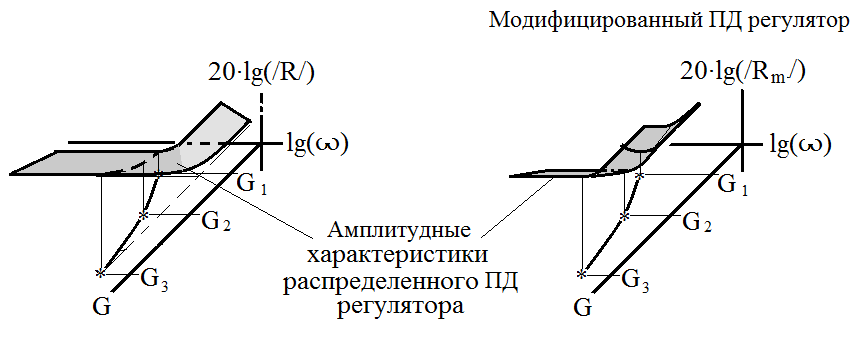 Модифицированный ПД регулятор
20·lg(/R/)
20·lg(/Rm/)
lg(ω)
lg(ω)
G1
G1
G2
G2
Амплитудные
характеристики
распределенного ПД
регулятора
G3
G3
G
G